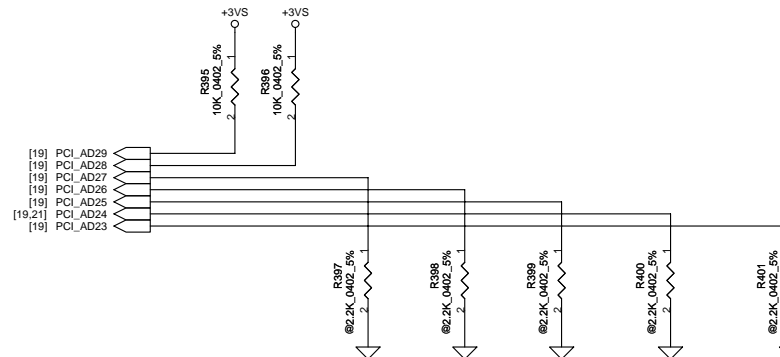 +3VS
+3VS
1
R395
10K_0402_5%
2
1
R396
10K_0402_5%
2
[19] PCI_AD29
[19] PCI_AD28
[19] PCI_AD27
[19] PCI_AD26
[19] PCI_AD25
[19,21] PCI_AD24
[19] PCI_AD23
1
R397
@2.2K_0402_5%
2
1
R398
@2.2K_0402_5%
2
1
R399
@2.2K_0402_5%
2
1
R400
@2.2K_0402_5%
2
1
R401
@2.2K_0402_5%
2